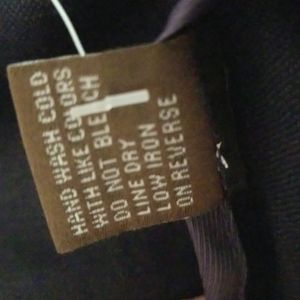 HAND WASH COLD
WITH LIKE COLORS
DO NOT BLEACH
LINE DRY
LOW IRON
ON REVERSE